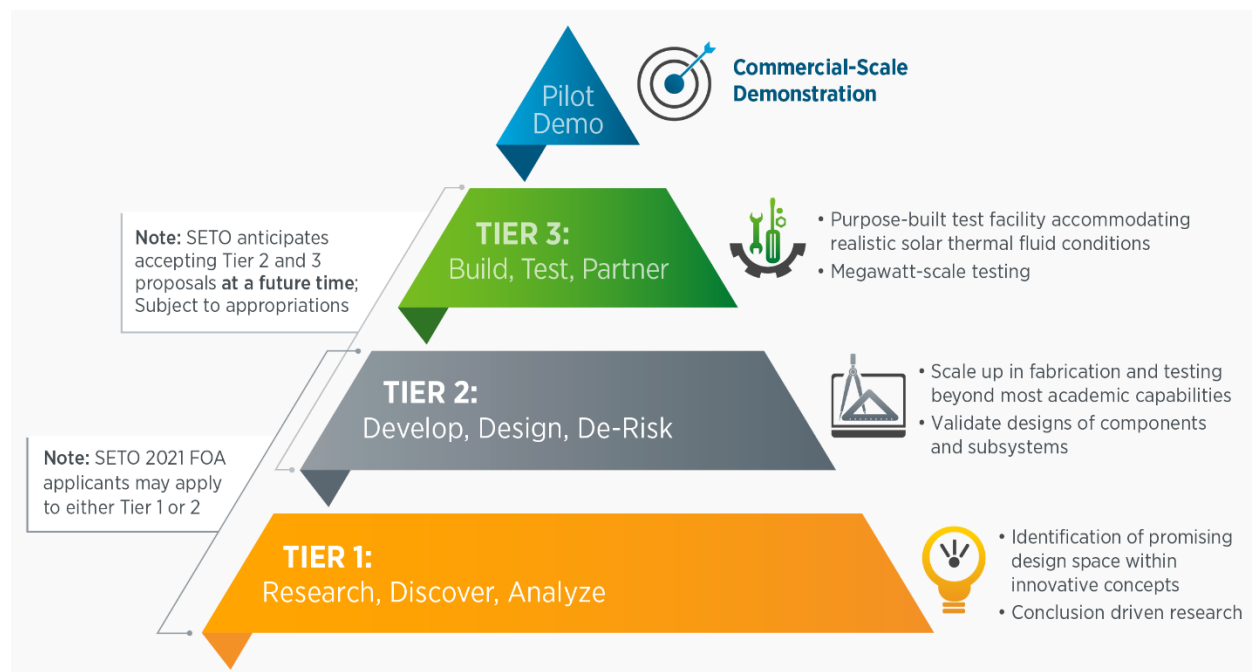 Pilot
Demo
Commercial-Scale
Demonstration
Note: SETO anticipates
accepting Tier 2 and 3
proposals at a future time;
Subject to appropriations
TIER 3:
Build, Test, Partner
• Purpose-built test facility accommodating
realistic solar thermal fluid conditions
• Megawatt-scale testing
TIER 2:
Develop, Design, De-Risk
• Scale up in fabrication and testing
beyond most academic capabilities
• Validate designs of components
and subsystems
Note: SETO 2021 FOA
applicants may apply
to either Tier 1 or 2
TIER 1:
Research, Discover, Analyze
• Identification of promising
design space within
innovative concepts
• Conclusion driven research